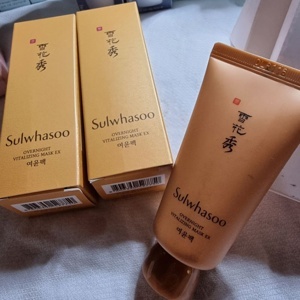 雪花秀
Sulwhasoo
OVERNIGHT
VITALIZING MASK EX
여윤팩
雪花秀
Sulwhasoo
OVERNIGHT
VITALIZING MASK EX
여윤팩
雪花秀
Sulwhasoo
OVERNIGHT
VITALIZING MASK EX
여윤팩